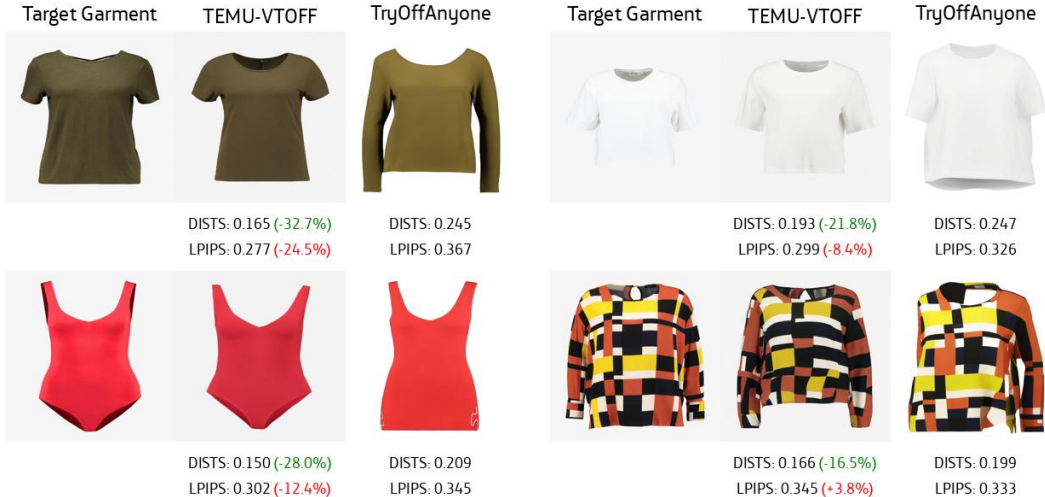 Target Garment TEMU-VTOFF TryOffAnyone Target Garment TEMU-VTOFF TryOffAnyone
DISTS: 0.165 (-32.7%) DISTS: 0.245 DISTS: 0.193 (-21.8%) DISTS: 0.247
LPIPS: 0.277 (-24.5%) LPIPS: 0.367 LPIPS: 0.299 (-8.4%) LPIPS: 0.326
DISTS: 0.150 (-28.0%) DISTS: 0.209 DISTS: 0.166 (-16.5%) DISTS: 0.199
LPIPS: 0.302 (-12.4%) LPIPS: 0.345 LPIPS: 0.345 (+3.8%) LPIPS: 0.333